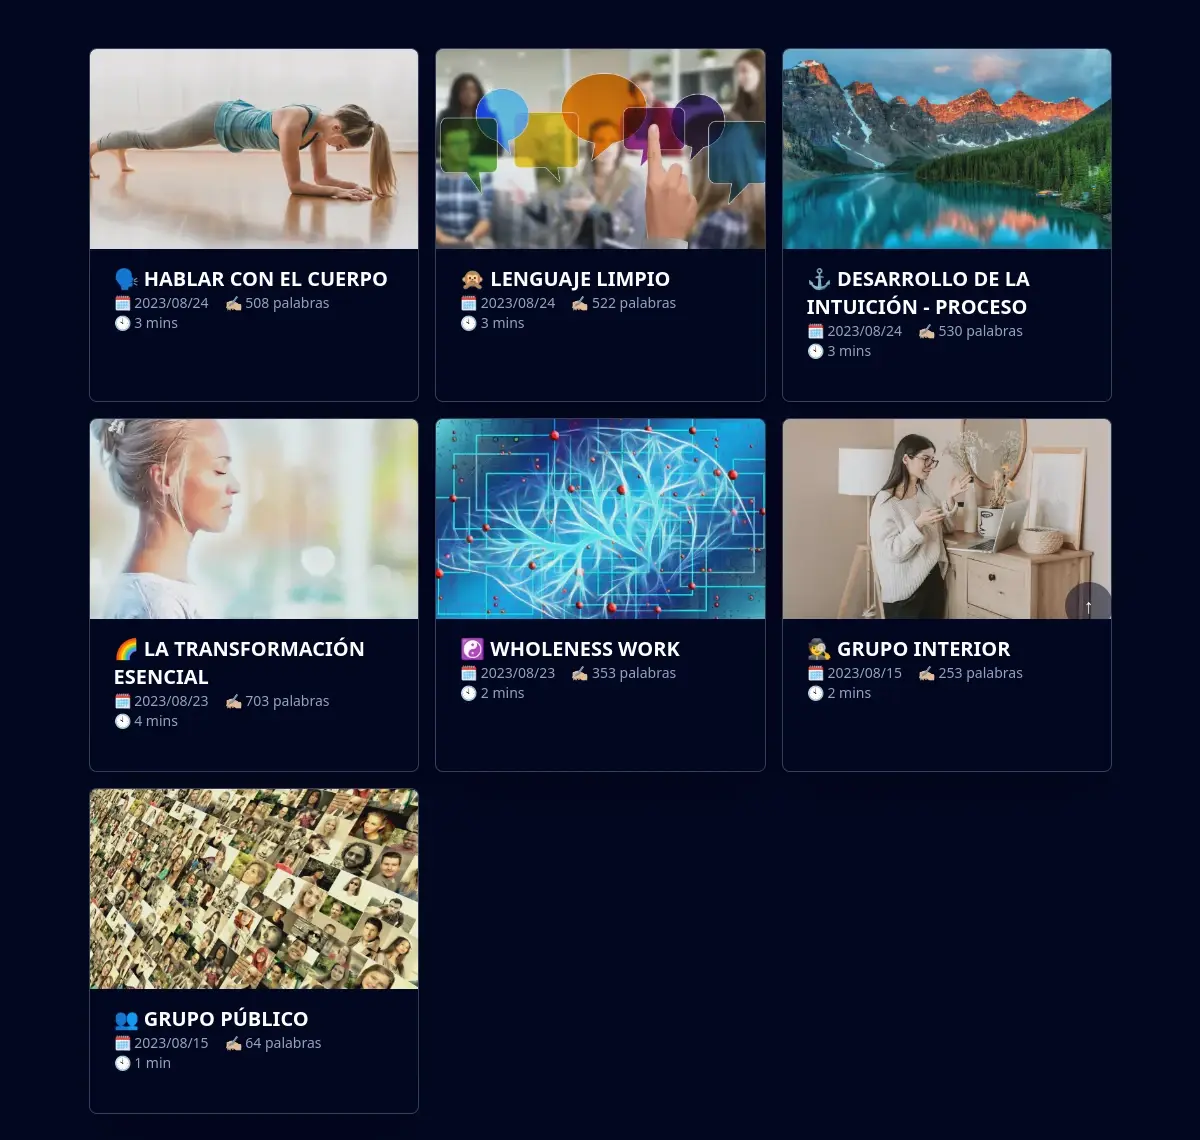 🗣️ HABLAR CON EL CUERPO
🗓️ 2023/08/24 ✍🏼 508 palabras
🕙 3 mins
🙊 LENGUAJE LIMPIO
🗓️ 2023/08/24 ✍🏼 522 palabras
🕙 3 mins
⚓ DESARROLLO DE LA
INTUICIÓN - PROCESO
🗓️ 2023/08/24 ✍🏼 530 palabras
🕙 3 mins
🌈 LA TRANSFORMACIÓN
ESENCIAL
🗓️ 2023/08/23 ✍🏼 703 palabras
🕙 4 mins
☯️ WHOLENESS WORK
🗓️ 2023/08/23 ✍🏼 353 palabras
🕙 2 mins
↑
🕵️ GRUPO INTERIOR
🗓️ 2023/08/15 ✍🏼 253 palabras
🕙 2 mins
👥 GRUPO PÚBLICO
🗓️ 2023/08/15 ✍🏼 64 palabras
🕙 1 min